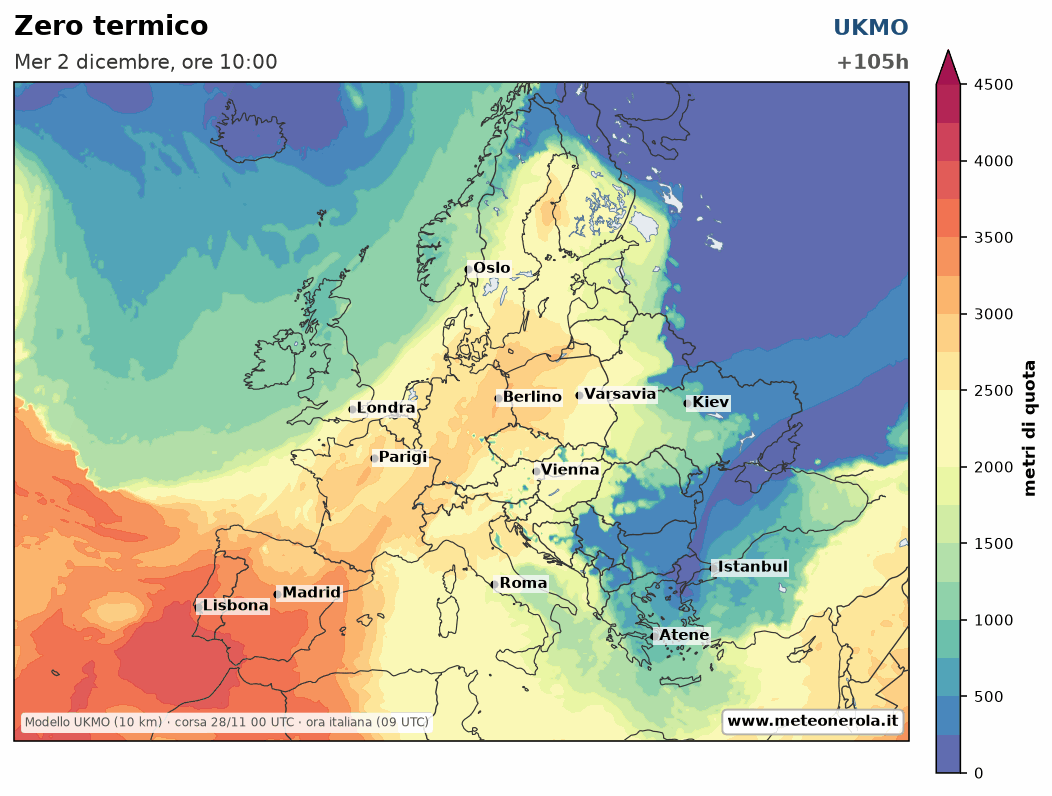 Zero termico
UKMO
Mer 2 dicembre, ore 10:00
+105h
4500
4000
3500
3000
2500
2000
1500
1000
500
0
metri di quota
Oslo
Londra
Berlino
Varsavia
Kiev
Parigi
Vienna
Istanbul
Roma
Madrid
Lisbona
Atene
Modello UKMO (10 km) · corsa 28/11 00 UTC · ora italiana (09 UTC)
www.meteonerola.it